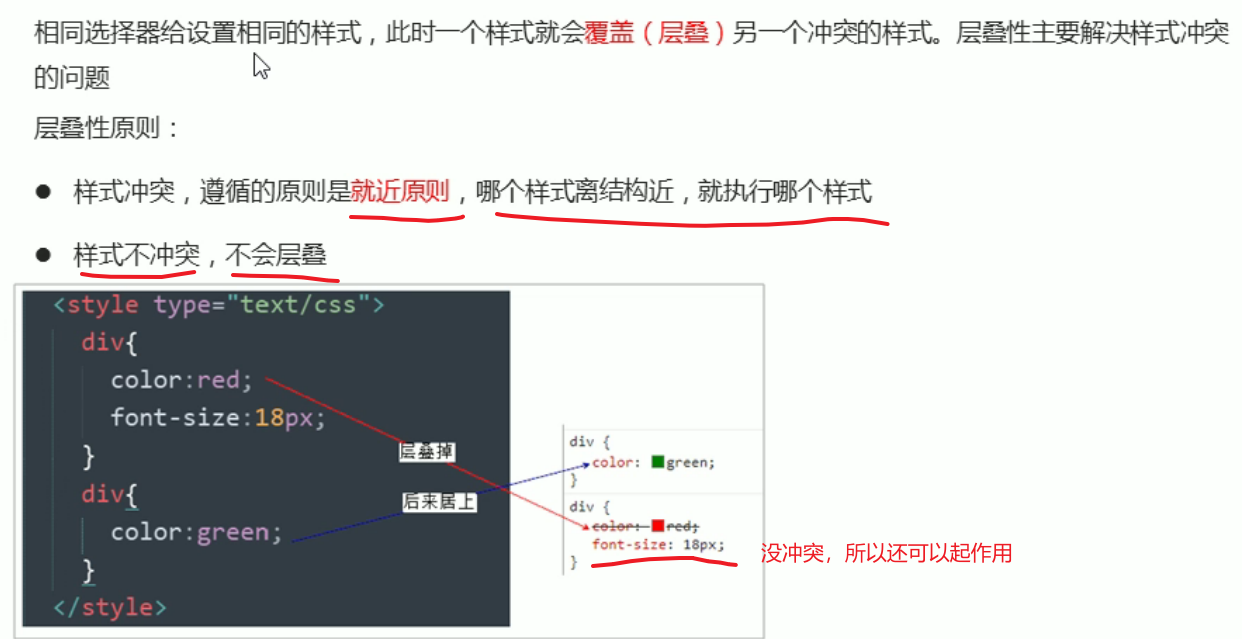 相同选择器给设置相同的样式，此时一个样式就会覆盖（层叠）另一个冲突的样式。层叠性主要解决样式冲突
的问题
层叠性原则：
● 样式冲突，遵循的原则是就近原则，哪个样式离结构近，就执行哪个样式
● 样式不冲突，不会层叠
<style type="text/css">
div{
color:red;
font-size:18px;
}
div{
color:green;
}
</style>
层叠掉
后来居上
div {
color: green;
}
div {
color: red;
font-size: 18px;
}
没冲突，所以还可以起作用